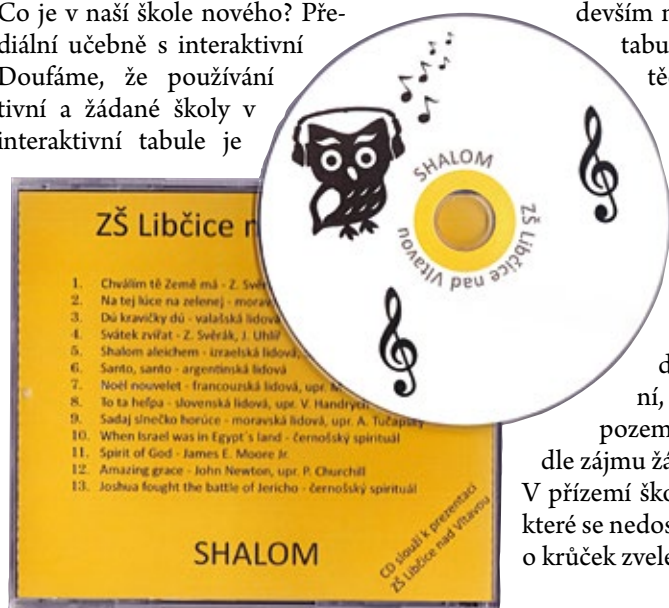 Co je v naší škole nového? Pře-
diální učebně s interaktivní
Doufáme, že používání
tivní a žádané školy v
interaktivní tabule je
devším
tabu
tě
SHALOM
ZŠ Libčice nad Vltavou
ZŠ Libčice
1. Chválím tě Země má - Z.
2. Na tej lúce na zelenej -
3. Dú kravičky dú - valašská lidová
4. Svátek zvířat - Z. Svěrák, J. Uhlíř
5. Shalom aleichem - izraelská lidová,
6. Santo, santo - argentinská lidová
7. Noël nouvelet - francouzská lidová, upr.
8. To ta heľpa - slovenská lidová, upr. V. Handrych
9. Sadaj slnečko horúce - moravská lidová, upr. A. Tučapský
10. When Israel was in Egypt´s land - černošský spirituál
11. Spirit of God - James E. Moore Jr.
12. Amazing grace - John Newton, upr. P. Churchill
13. Joshua fought the battle of Jericho - černošský spirituál
SHALOM
CD slouží k prezentaci
ZŠ Libčice nad Vltavou
ní,
pozem
dle zájmu žá
V přízemí ško
které se nedos
o krůček zvele